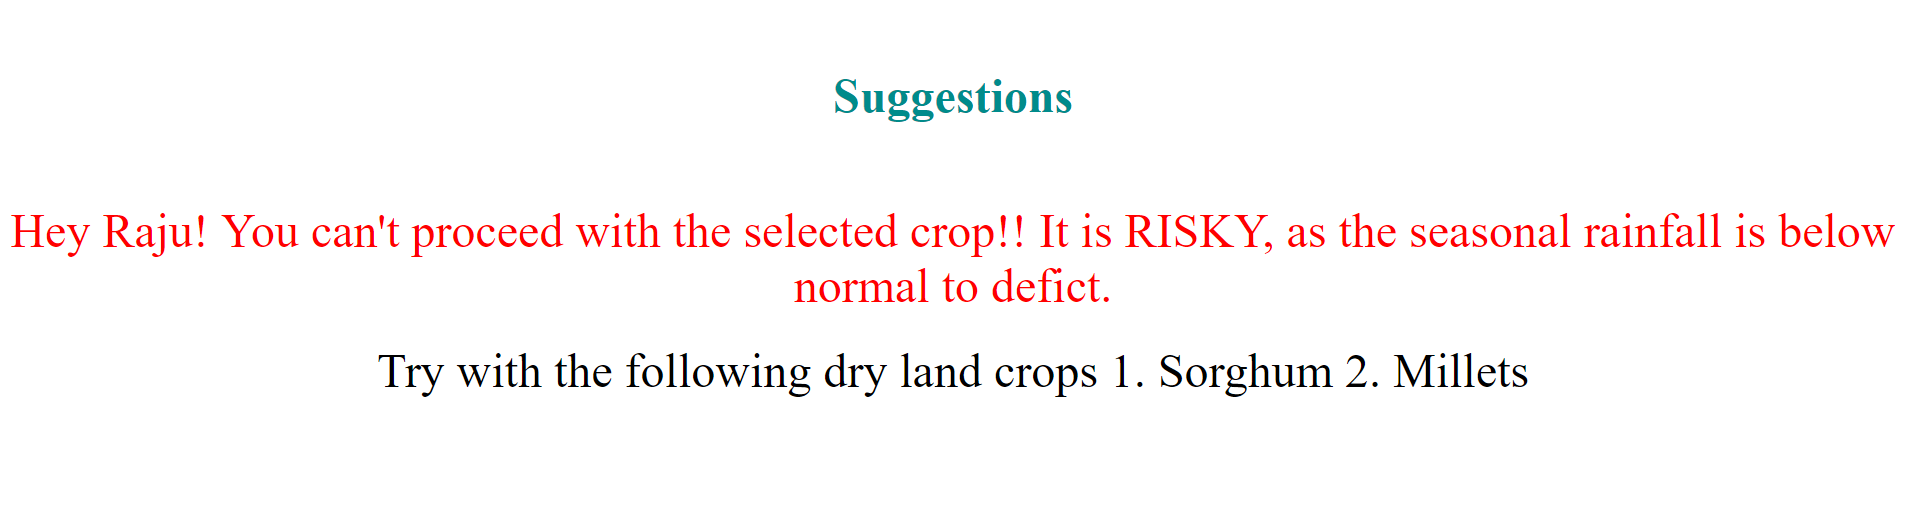 Suggestions
Hey Raju! You can't proceed with the selected crop!! It is RISKY, as the seasonal rainfall is below
normal to defict.
Try with the following dry land crops 1. Sorghum 2. Millets